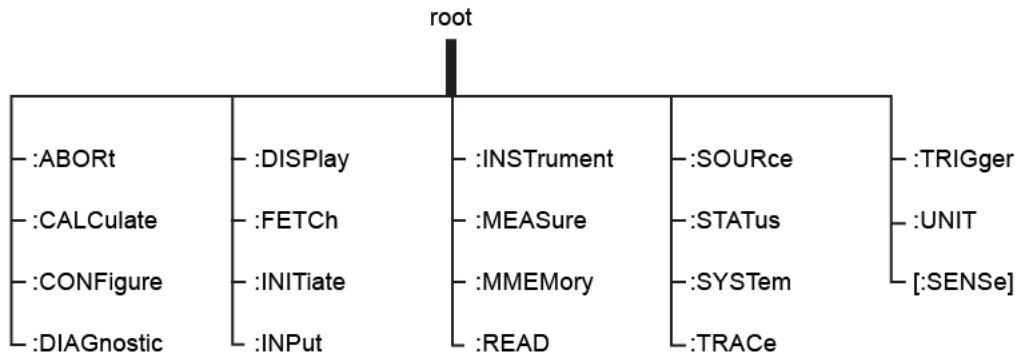 root
:ABORt
:CALCulate
:CONFigure
:DIAGnostic
:DISPlay
:FETCh
:INITiate
:INPut
:INSTrument
:MEASure
:MMEMory
:READ
:SOURce
:STATus
:SYSTem
:TRACe
:TRIGger
:UNIT
[:SENSe]